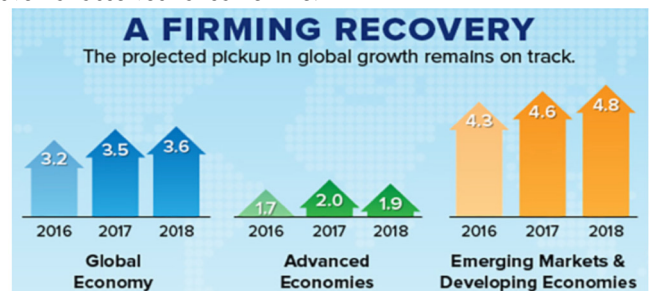 A FIRMING RECOVERY
The projected pickup in global growth remains on track.
3.2 3.5 3.6
1.7 2.0 1.9
4.3 4.6 4.8
2016 2017 2018
2016 2017 2018
2016 2017 2018
Global
Economy
Advanced
Economies
Emerging Markets &
Developing Economies